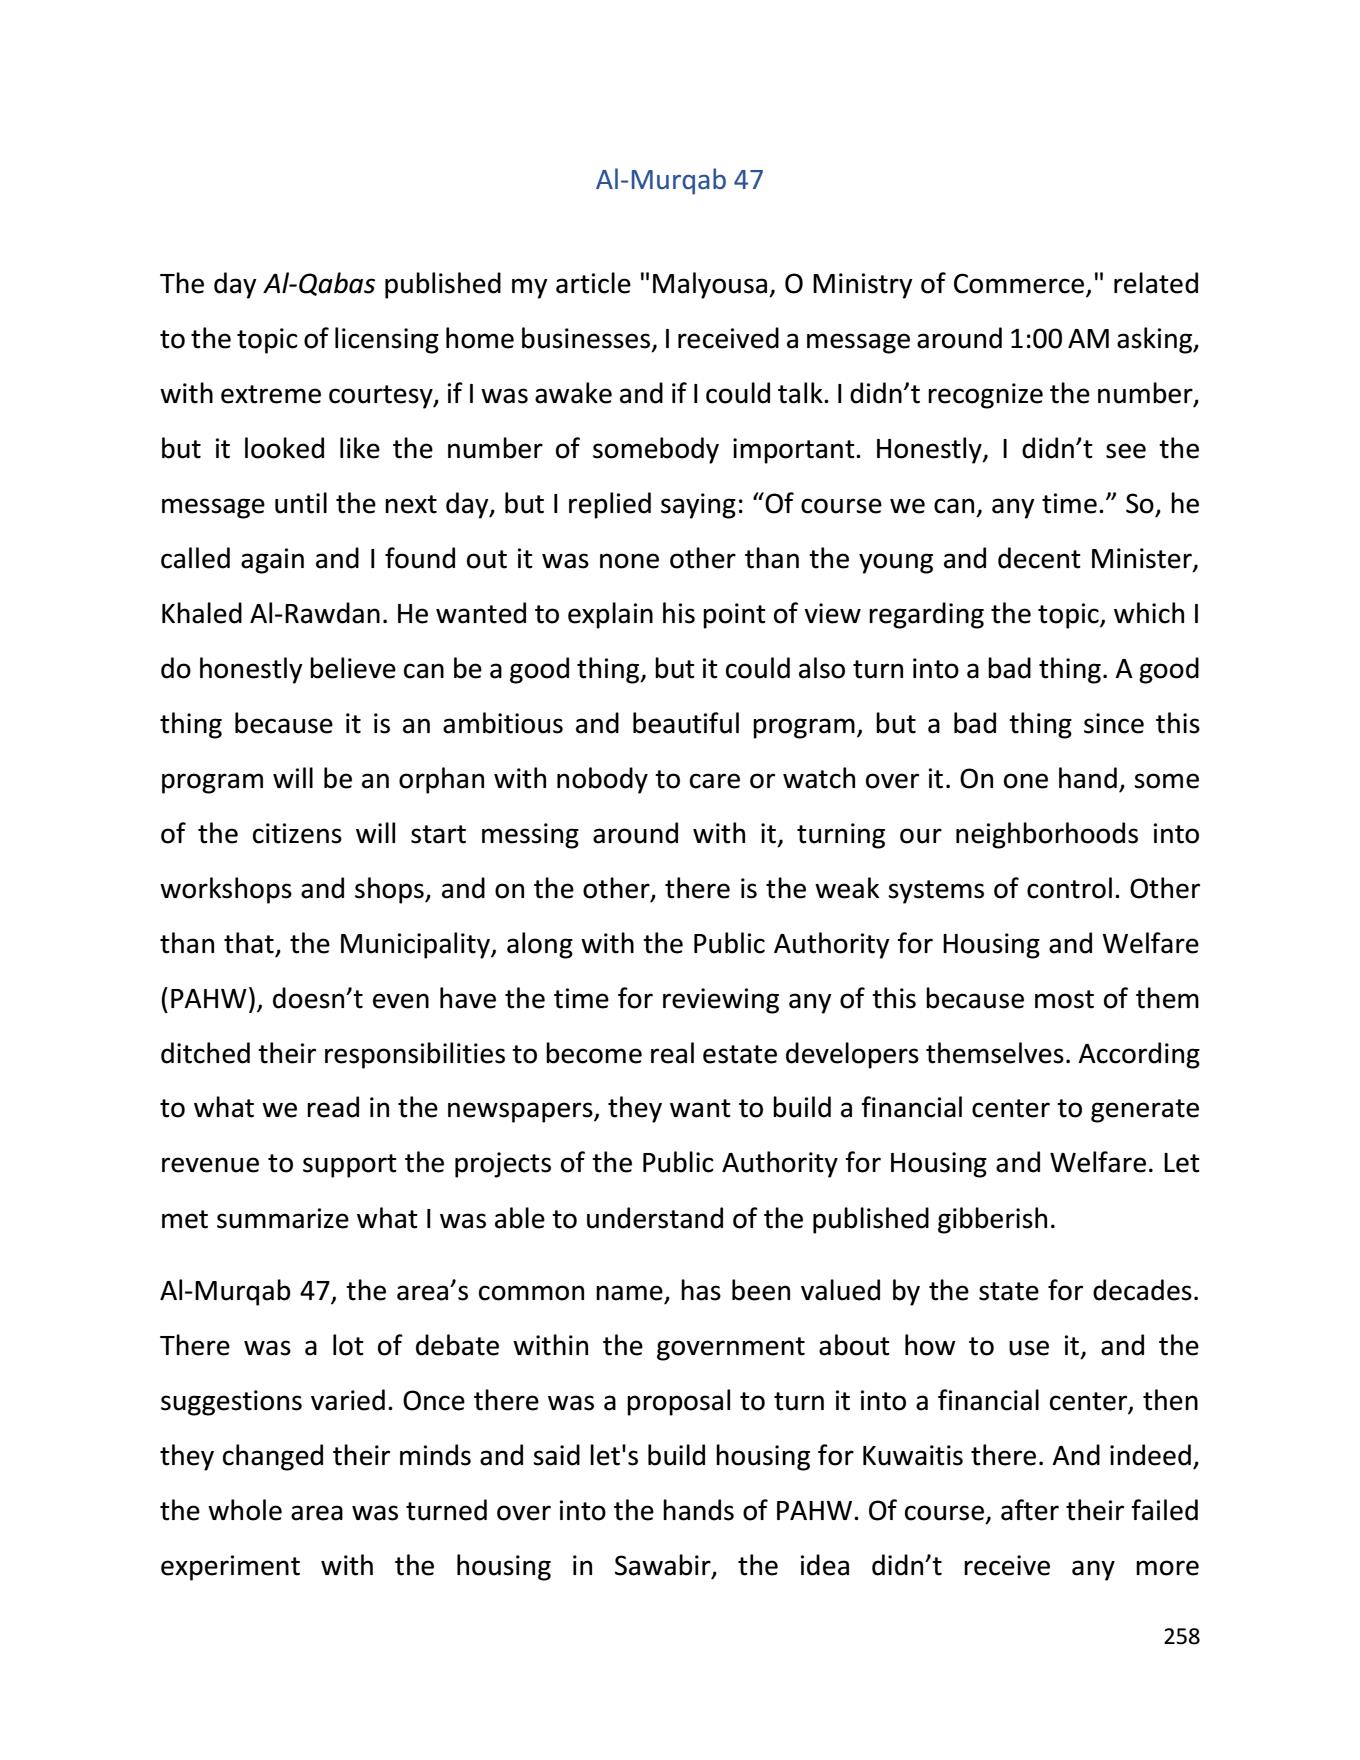 Al-Murqab 47
The day Al-Qabas published my article "Malyousa, O Ministry of Commerce," related
to the topic of licensing home businesses, I received a message around 1:00 AM asking,
with extreme courtesy, if I was awake and if I could talk. I didn’t recognize the number,
but it looked like the number of somebody important. Honestly, I didn’t see the
message until the next day, but I replied saying: “Of course we can, any time.” So, he
called again and I found out it was none other than the young and decent Minister,
Khaled Al-Rawdan. He wanted to explain his point of view regarding the topic, which I
do honestly believe can be a good thing, but it could also turn into a bad thing. A good
thing because it is an ambitious and beautiful program, but a bad thing since this
program will be an orphan with nobody to care or watch over it. On one hand, some
of the citizens will start messing around with it, turning our neighborhoods into
workshops and shops, and on the other, there is the weak systems of control. Other
than that, the Municipality, along with the Public Authority for Housing and Welfare
(PAHW), doesn’t even have the time for reviewing any of this because most of them
ditched their responsibilities to become real estate developers themselves. According
to what we read in the newspapers, they want to build a financial center to generate
revenue to support the projects of the Public Authority for Housing and Welfare. Let
met summarize what I was able to understand of the published gibberish.
Al-Murqab 47, the area’s common name, has been valued by the state for decades.
There was a lot of debate within the government about how to use it, and the
suggestions varied. Once there was a proposal to turn it into a financial center, then
they changed their minds and said let's build housing for Kuwaitis there. And indeed,
the whole area was turned over into the hands of PAHW. Of course, after their failed
experiment with the housing in Sawabir, the idea didn’t receive any more
258